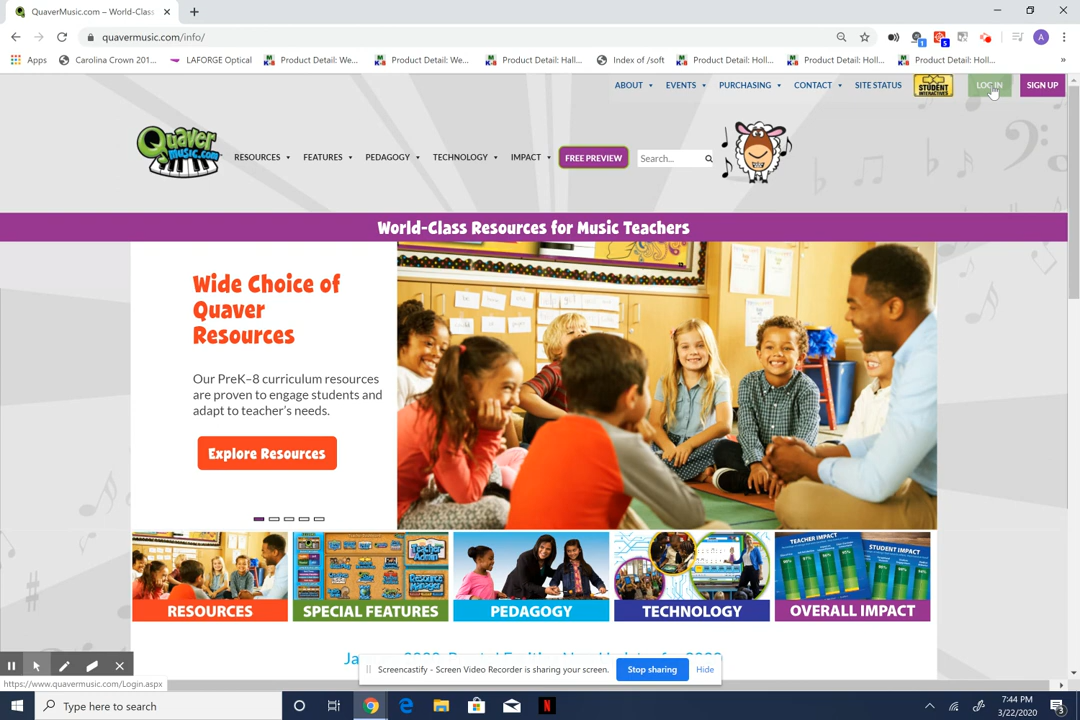 QuaverMusic.com – World-Class
quavermusic.com/info/
Apps
Carolina Crown 201...
LAFORGE Optical
Product Detail: We...
Product Detail: We...
Product Detail: Hall...
Index of /soft
Product Detail: Holl...
Product Detail: Holl...
Product Detail: Holl...
ABOUT
EVENTS
PURCHASING
CONTACT
SITE STATUS
STUDENT INTERACTIVES
LOG IN
SIGN UP
Quaver
music.com
RESOURCES
FEATURES
PEDAGOGY
TECHNOLOGY
IMPACT
FREE PREVIEW
Search...
World-Class Resources for Music Teachers
Wide Choice of
Quaver
Resources
Our PreK–8 curriculum resources
are proven to engage students and
adapt to teacher's needs.
Explore Resources
TEACHER IMPACT
STUDENT IMPACT
RESOURCES
SPECIAL FEATURES
PEDAGOGY
TECHNOLOGY
OVERALL IMPACT
Screencastify - Screen Video Recorder is sharing your screen.
Stop sharing
Hide
https://www.quavermusic.com/Login.aspx
Type here to search
7:44 PM
3/22/2020